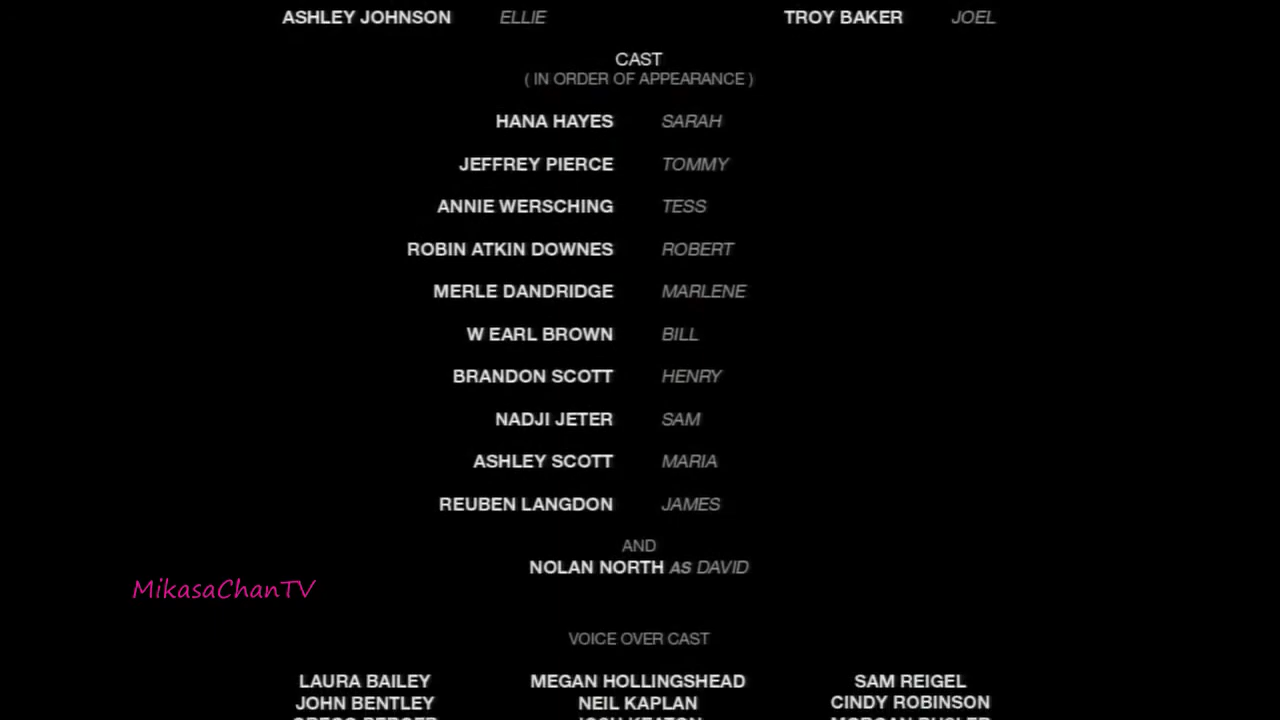 ASHLEY JOHNSON ELLIE TROY BAKER JOEL
CAST
( IN ORDER OF APPEARANCE )
HANA HAYES SARAH
JEFFREY PIERCE TOMMY
ANNIE WERSCHING TESS
ROBIN ATKIN DOWNES ROBERT
MERLE DANDRIDGE MARLENE
W EARL BROWN BILL
BRANDON SCOTT HENRY
NADJI JETER SAM
ASHLEY SCOTT MARIA
REUBEN LANGDON JAMES
AND
NOLAN NORTH AS DAVID
MikasaChanTV
VOICE OVER CAST
LAURA BAILEY MEGAN HOLLINGSHEAD SAM REIGEL
JOHN BENTLEY NEIL KAPLAN CINDY ROBINSON